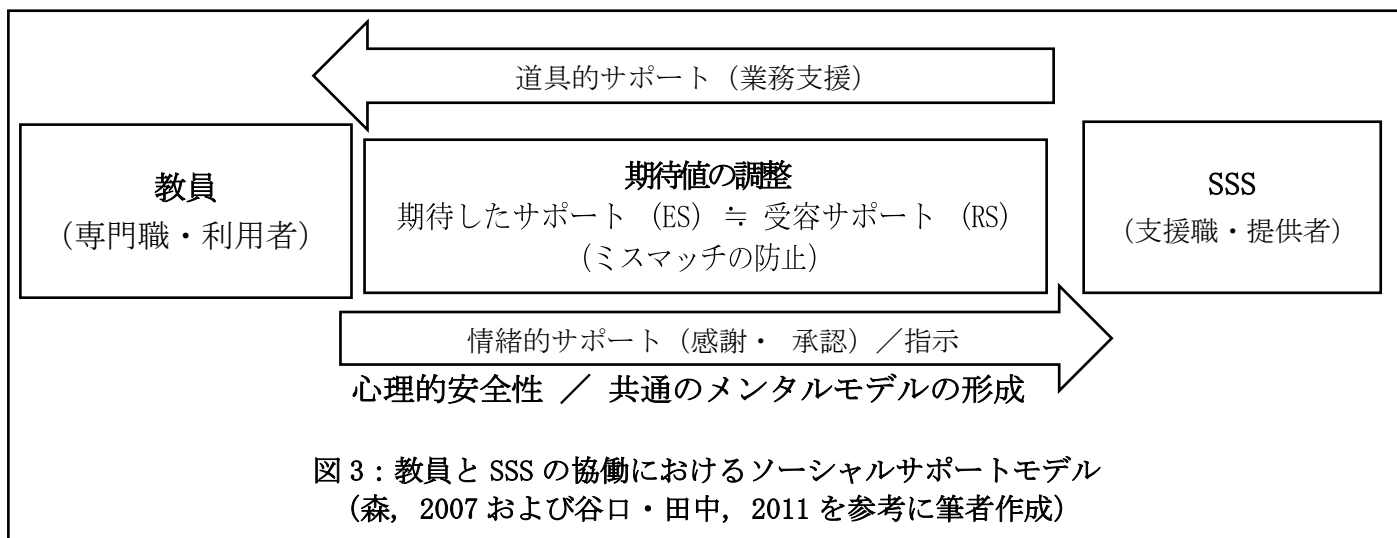 道具的サポート（業務支援）
教員
（専門職・利用者）
期待値の調整
期待したサポート（ES）≒ 受容サポート（RS）
（ミスマッチの防止）
SSS
（支援職・提供者）
情緒的サポート（感謝・ 承認）／指示
心理的安全性 ／ 共通のメンタルモデルの形成
図 3：教員と SSS の協働におけるソーシャルサポートモデル
（森, 2007 および谷口・田中, 2011 を参考に筆者作成）